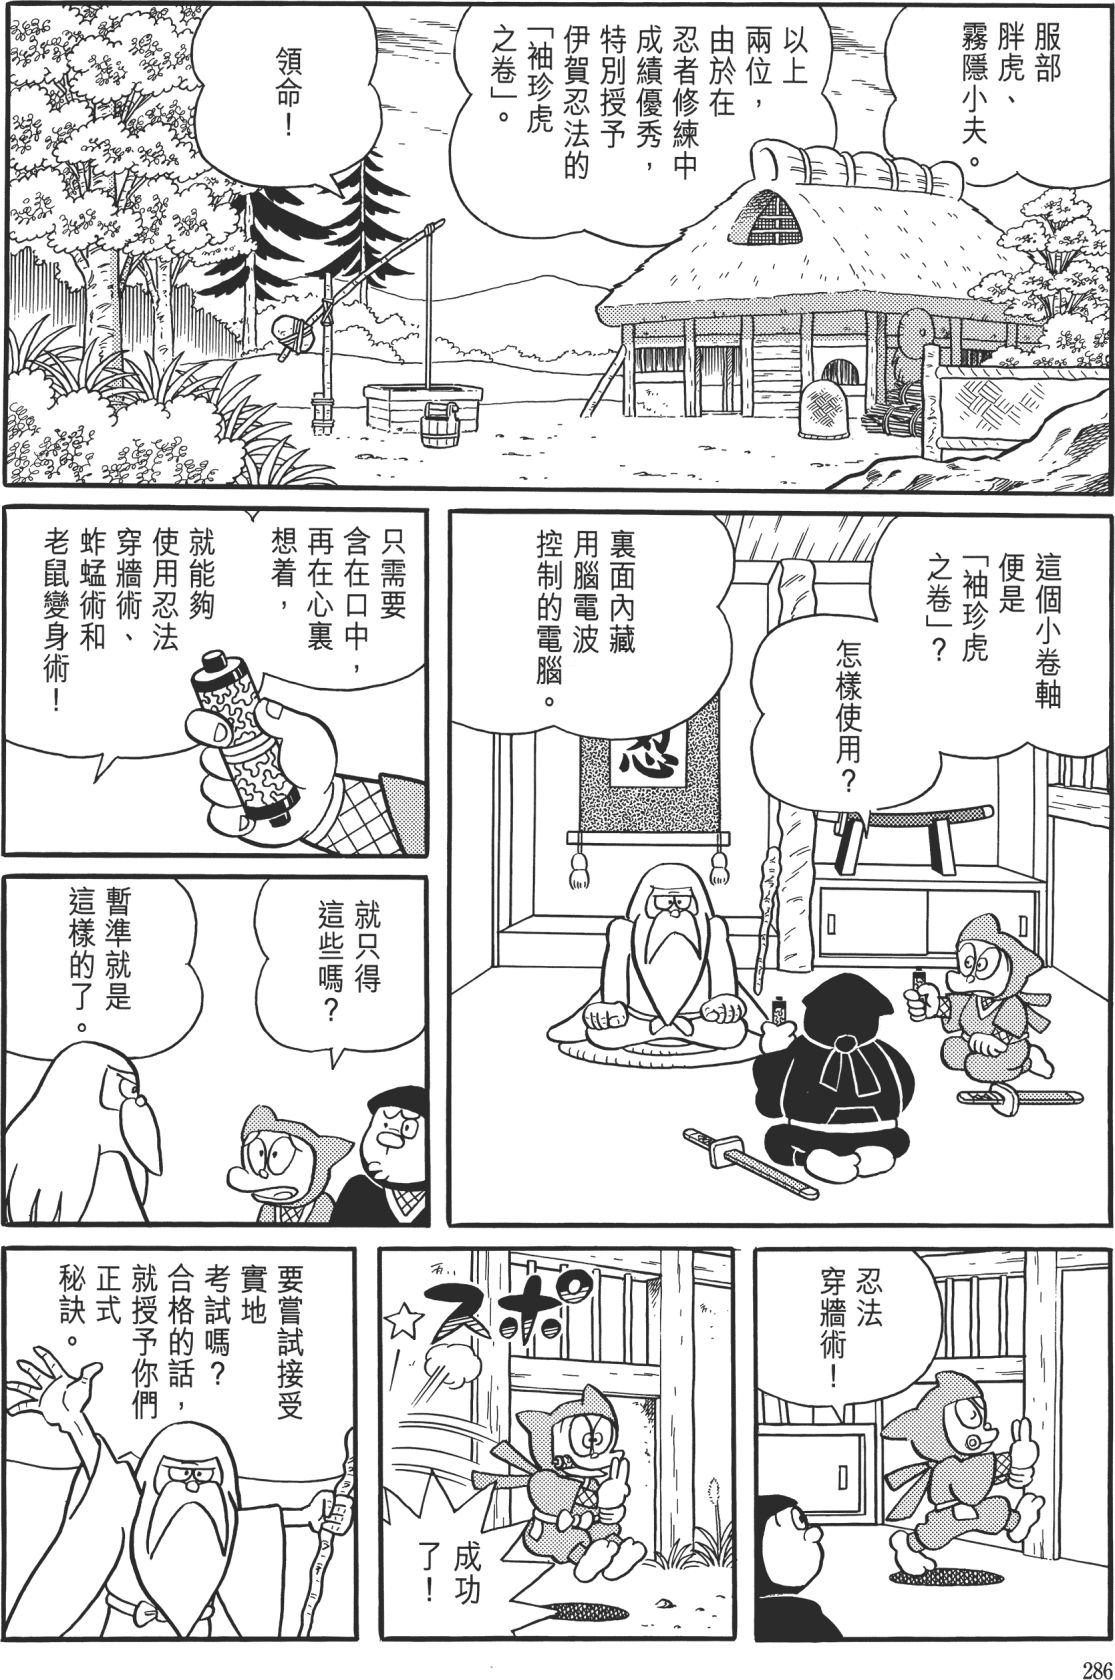 服部
胖虎、
霧隱小夫。
以上
兩位，
由於在
忍者修練中
成績優秀，
特別授予
伊賀忍法的
「袖珍虎
之卷」。
領命！
這個小卷軸
便是
「袖珍虎
之卷」？
怎樣使用？
裏面內藏
用腦電波
控制的電腦。
忍
只需要
含在口中，
再在心裏
想着，
就能夠
使用忍法
穿牆術、
蚱蜢術和
老鼠變身術！
就只得
這些嗎？
暫準就是
這樣的了。
忍法
穿牆術！
スポ
成功
了！
要嘗試接受
實地
考試嗎？
合格的話，
就授予你們
正式
秘訣。
286